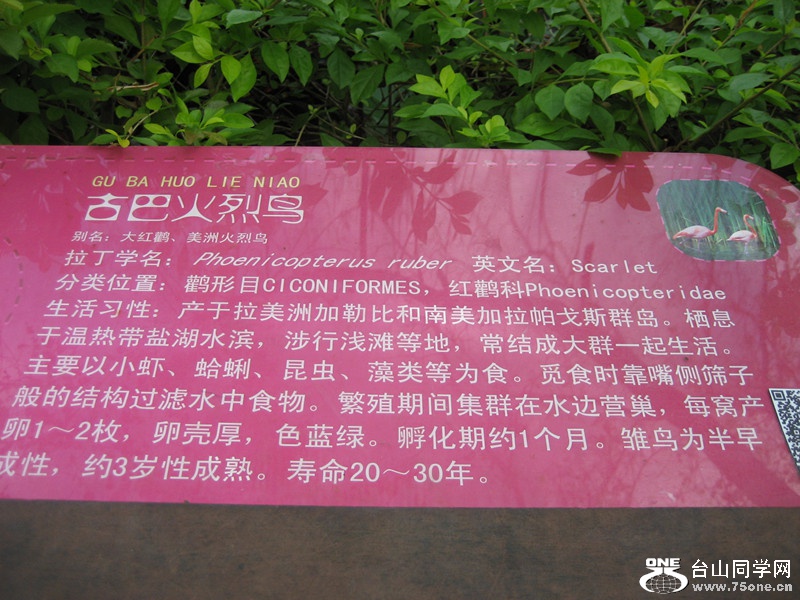 GU BA HUO LIE NIAO
古巴火烈鸟
别名：大红鹳、美洲火烈鸟
拉丁学名：Phoenicopterus ruber 英文名：Scarlet
分类位置：鹳形目CICONIFORMES，红鹳科Phoenicopteridae
生活习性：产于拉美洲加勒比和南美加拉帕戈斯群岛。栖息
于温热带盐湖水滨，涉行浅滩等地，常结成大群一起生活。
主要以小虾、蛤蜊、昆虫、藻类等为食。觅食时靠嘴侧筛子
般的结构过滤水中食物。繁殖期间集群在水边营巢，每窝产
卵1～2枚，卵壳厚，色蓝绿。孵化期约1个月。雏鸟为半早
成性，约3岁性成熟。寿命20～30年。
ONE
台山同学网
www.75one.cn